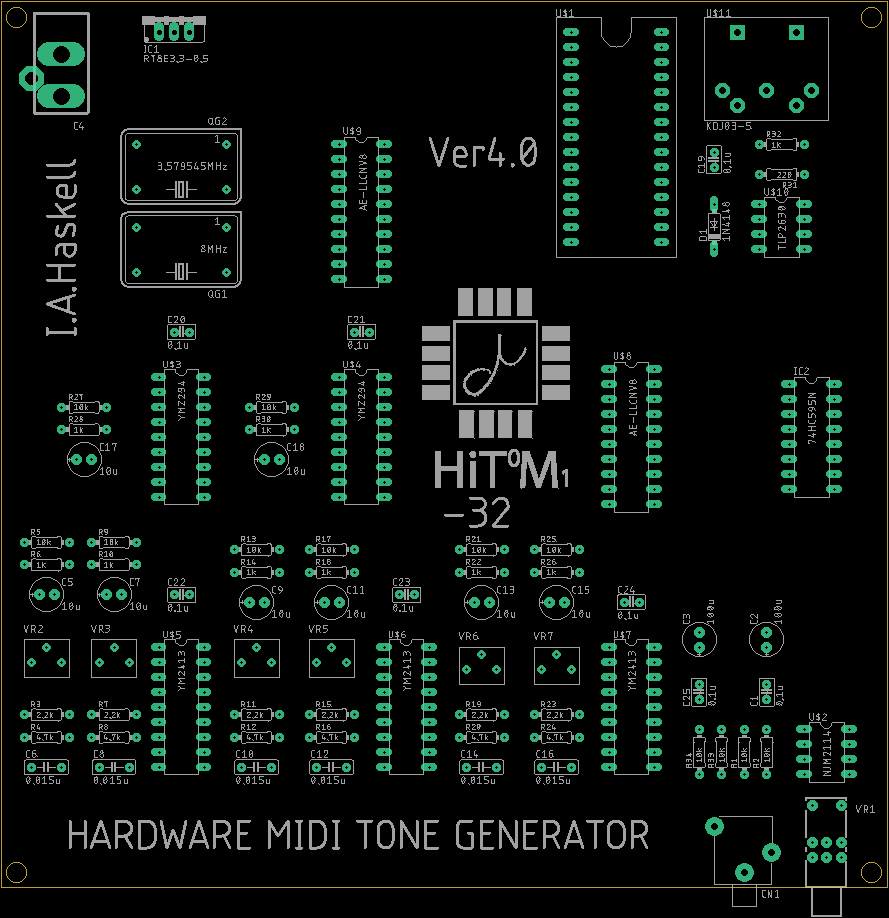 U$1
U$11
IC1
RT8E3.3-0.5
C4
QG2
1
3.579545MHz
1
8MHz
QG1
U$9
AE-LLCNV8
Ver4.0
KDJ03-5
R32
1k
C19
0.1u
220
R31
U$10
TLP2630
D1
1N4148
I.A.Haskell
C20
0.1u
C21
0.1u
U$3
YMZ294
U$4
YMZ294
U$8
AE-LLCNV8
IC2
74HC595N
R27
10k
R28
1k
C17
10u
R29
10k
R30
1k
C18
10u
HiT0M1
-32
R5
10k
R6
1k
R9
10k
R10
1k
R13
10k
R14
1k
R17
10k
R18
1k
R21
10k
R22
1k
R25
10k
R26
1k
C5
10u
C7
10u
C22
0.1u
C9
10u
C11
10u
C23
0.1u
C13
10u
C15
10u
C24
0.1u
C3
100u
C2
100u
VR2
VR3
U$5
YM2413
VR4
VR5
U$6
YM2413
VR6
VR7
U$7
YM2413
C25
0.1u
C1
0.1u
R3
2.2k
R4
4.7k
R7
2.2k
R8
4.7k
R11
2.2k
R12
4.7k
R15
2.2k
R16
4.7k
R19
2.2k
R20
4.7k
R23
2.2k
R24
4.7k
C6
0.015u
C8
0.015u
C10
0.015u
C12
0.015u
C14
0.015u
C16
0.015u
R34
10k
R33
10k
R1
10k
R2
10k
U$2
NJM2114
VR1
CN1
HARDWARE MIDI TONE GENERATOR